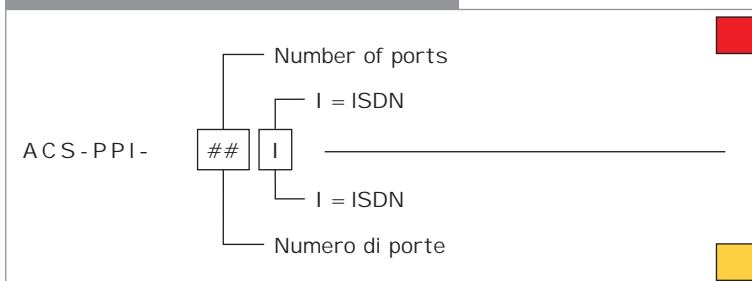 Number of ports
I = ISDN
ACS-PPI- ## I
I = ISDN
Numero di porte